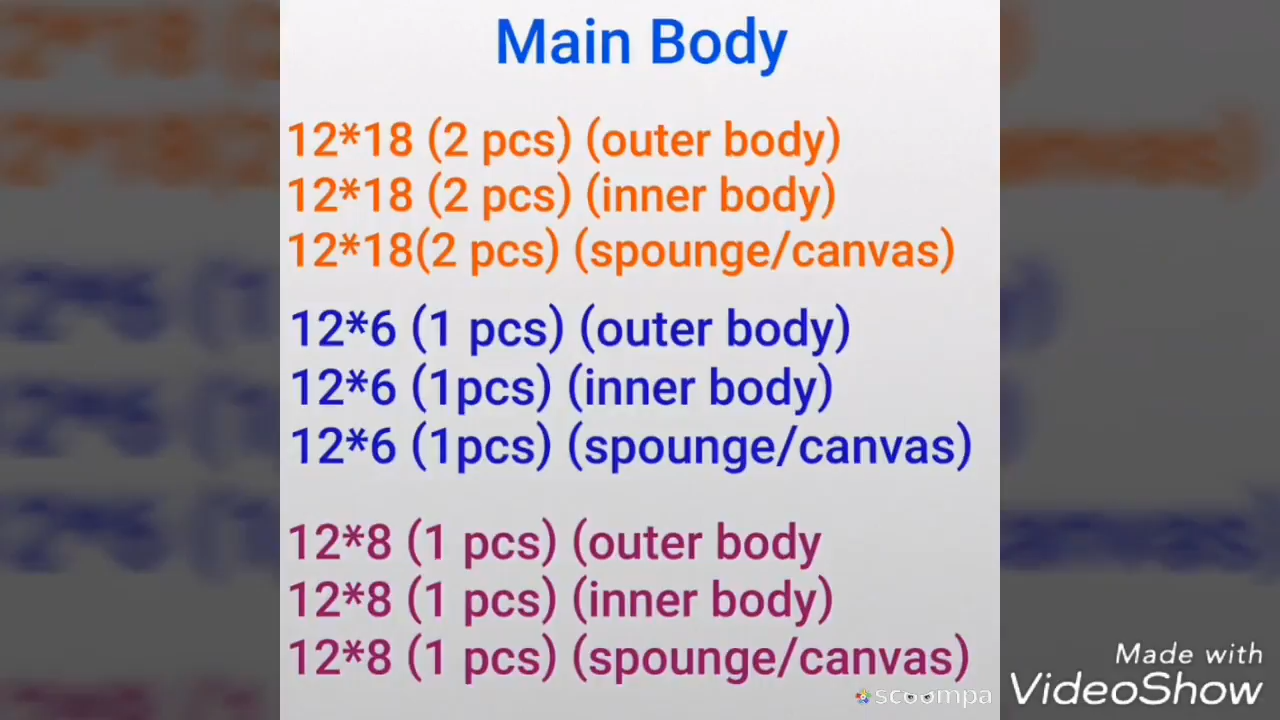 Main Body
12*18 (2 pcs) (outer body)
12*18 (2 pcs) (inner body)
12*18(2 pcs) (spounge/canvas)
12*6 (1 pcs) (outer body)
12*6 (1pcs) (inner body)
12*6 (1pcs) (spounge/canvas)
12*8 (1 pcs) (outer body
12*8 (1 pcs) (inner body)
12*8 (1 pcs) (spounge/canvas)
scoompa
Made with
VideoShow